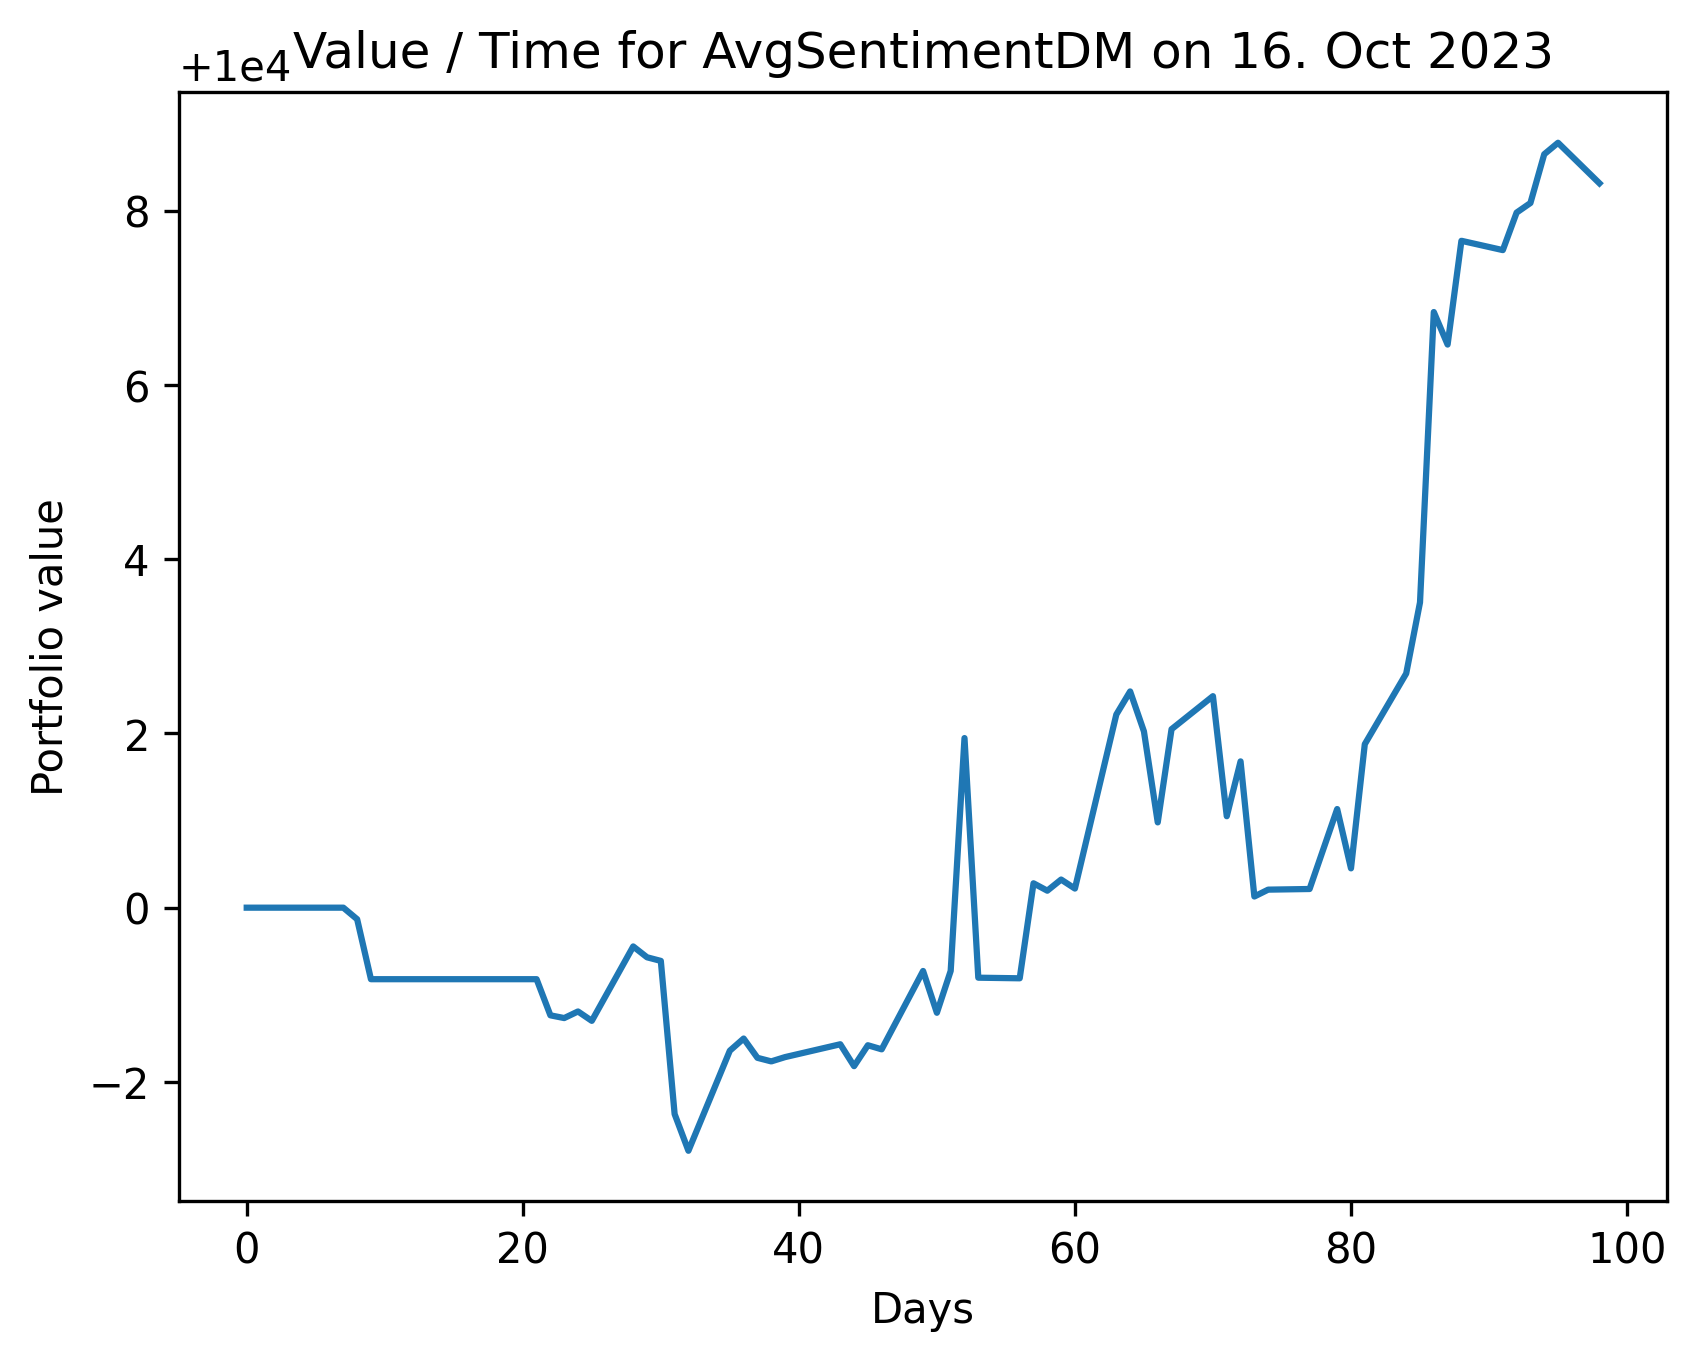 Value / Time for AvgSentimentDM on 16. Oct 2023
+1e4
8
6
4
2
0
−2
Portfolio value
0 20 40 60 80 100
Days